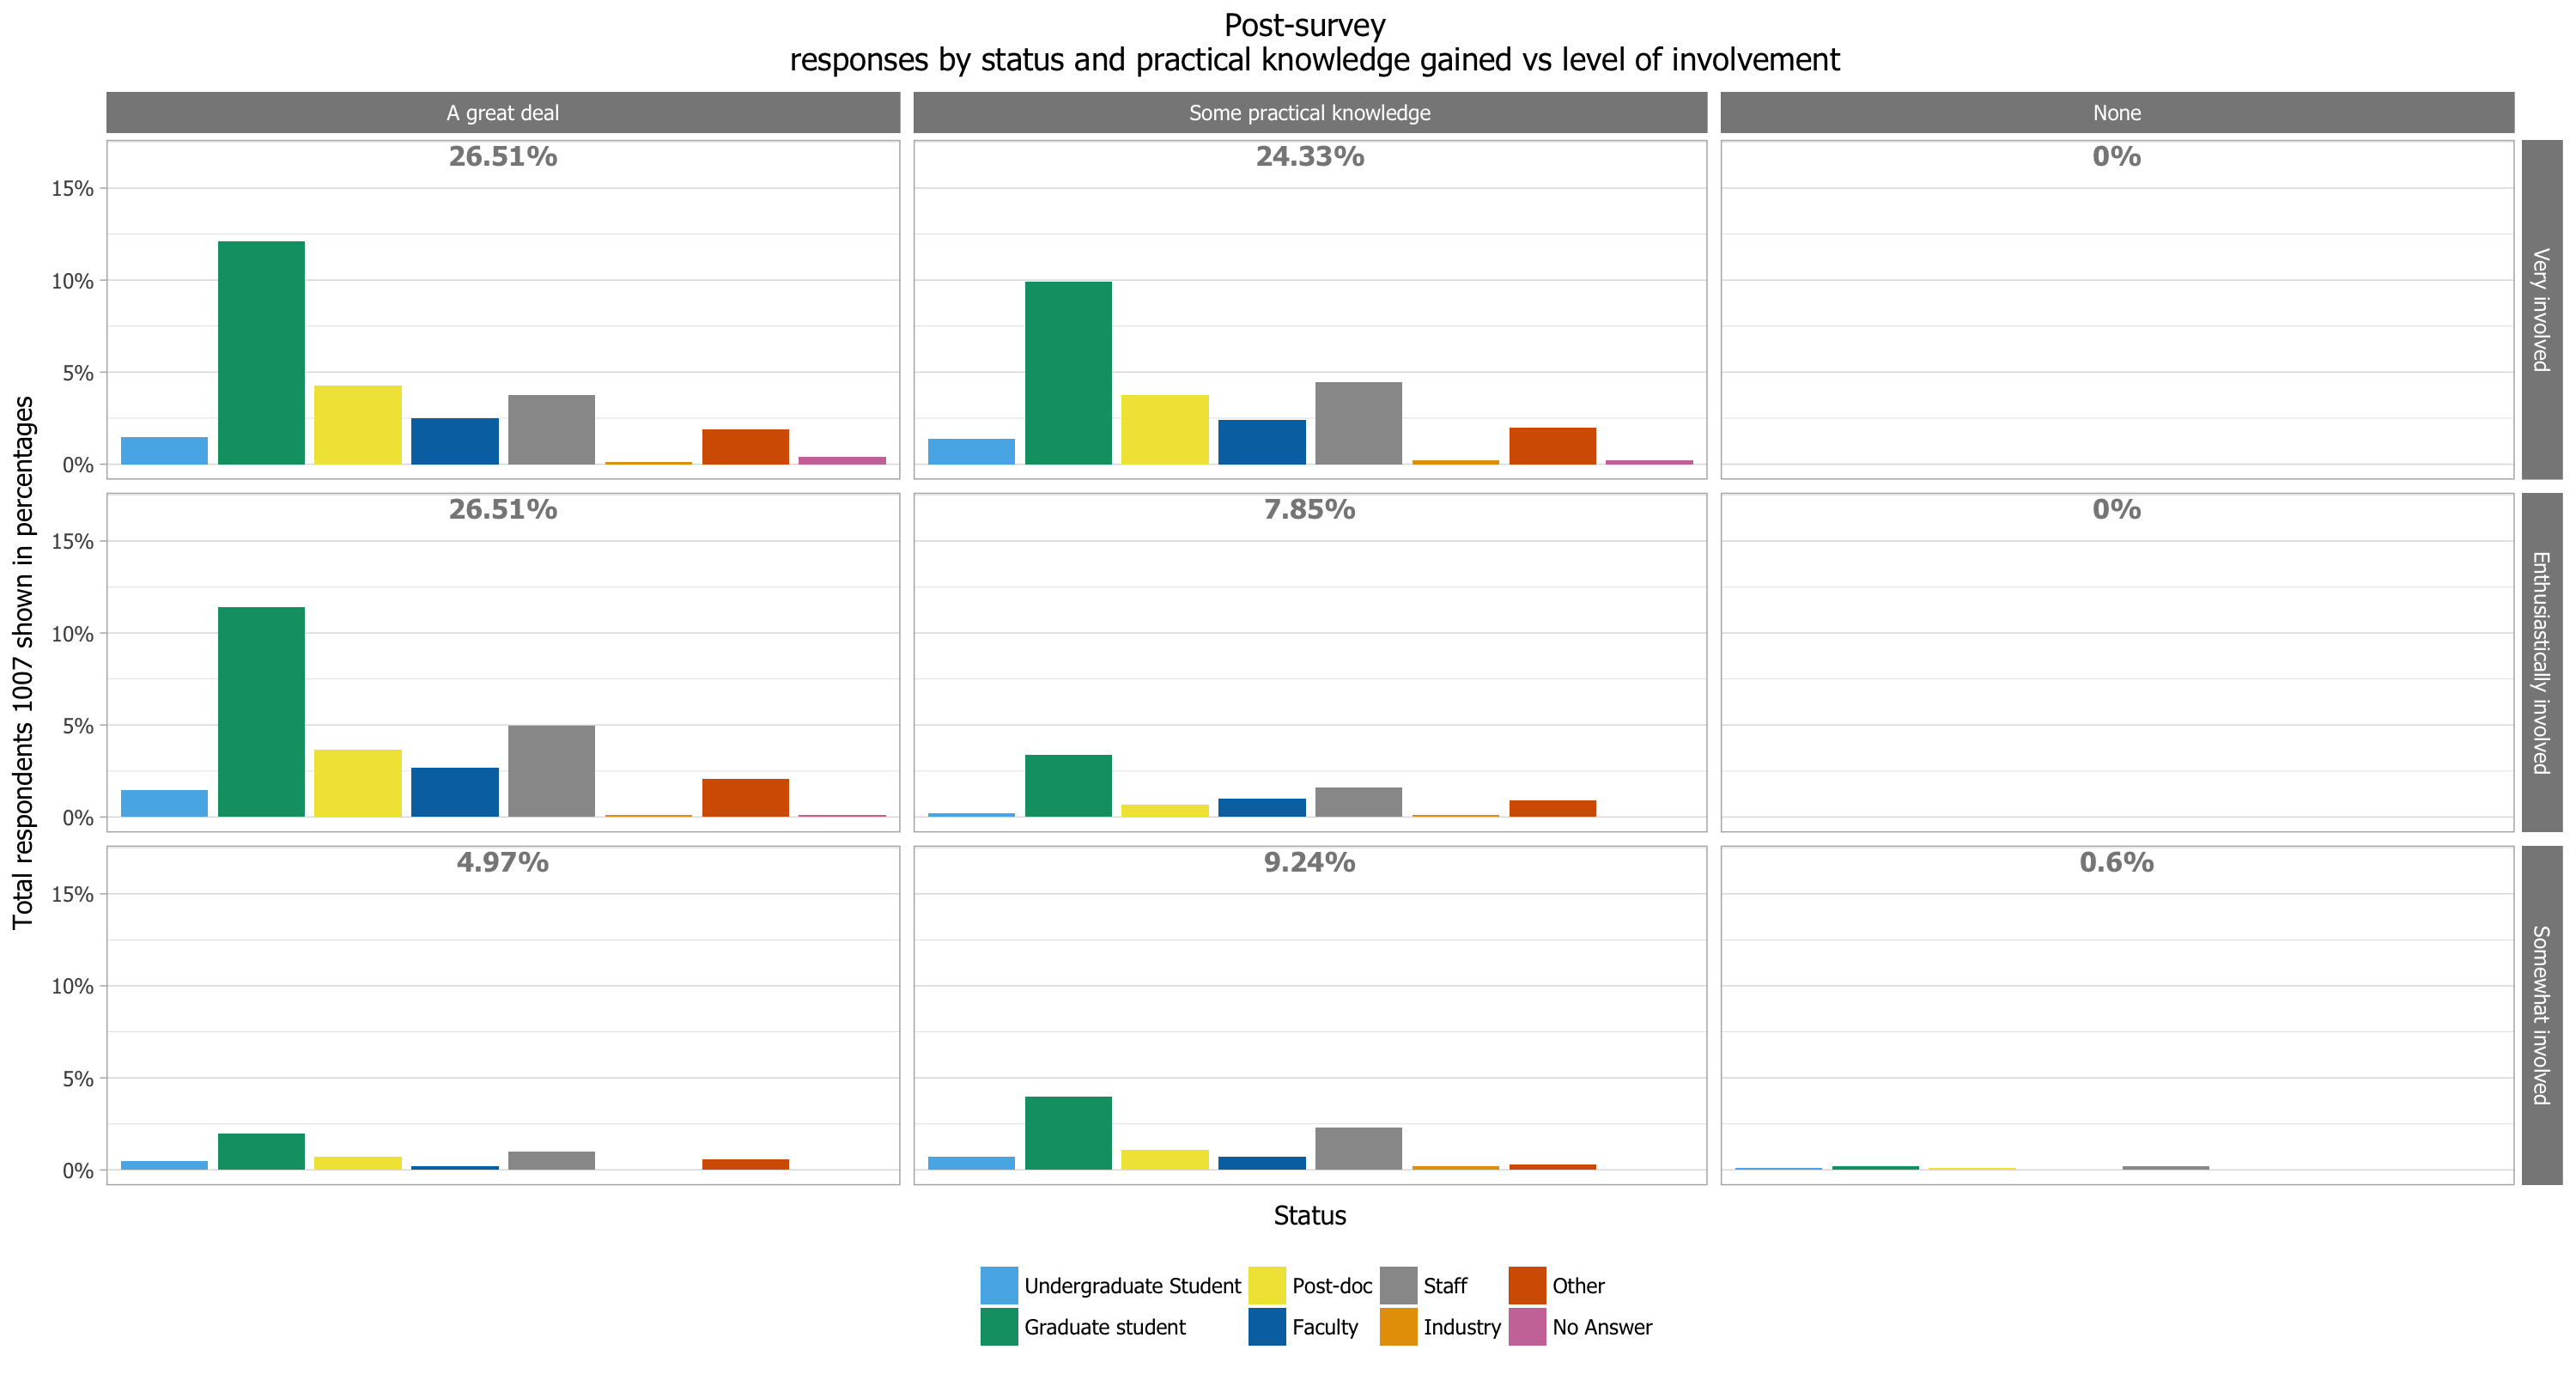 Post-survey
responses by status and practical knowledge gained vs level of involvement
A great deal
Some practical knowledge
None
26.51%
24.33%
0%
15%
10%
5%
0%
Very involved
26.51%
7.85%
0%
15%
10%
5%
0%
Enthusiastically involved
4.97%
9.24%
0.6%
15%
10%
5%
0%
Somewhat involved
Total respondents 1007 shown in percentages
Status
Undergraduate Student
Post-doc
Staff
Other
Graduate student
Faculty
Industry
No Answer